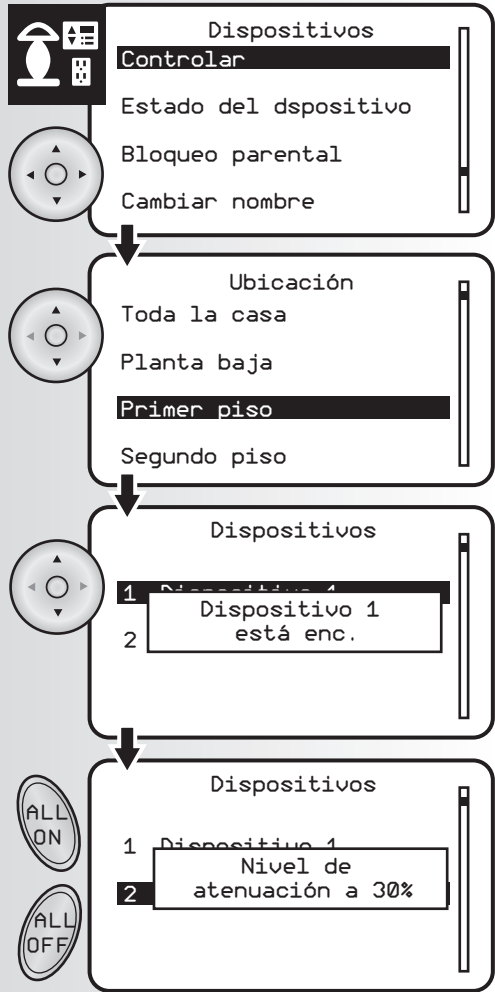 Dispositivos
Controlar
Estado del dspositivo
Bloqueo parental
Cambiar nombre
Ubicación
Toda la casa
Planta baja
Primer piso
Segundo piso
Dispositivos
1 Dispositivo 1
Dispositivo 1
está enc.
2
ALL
ON
ALL
OFF
Dispositivos
1 Dispositivo 1
Nivel de
2 atenuación a 30%